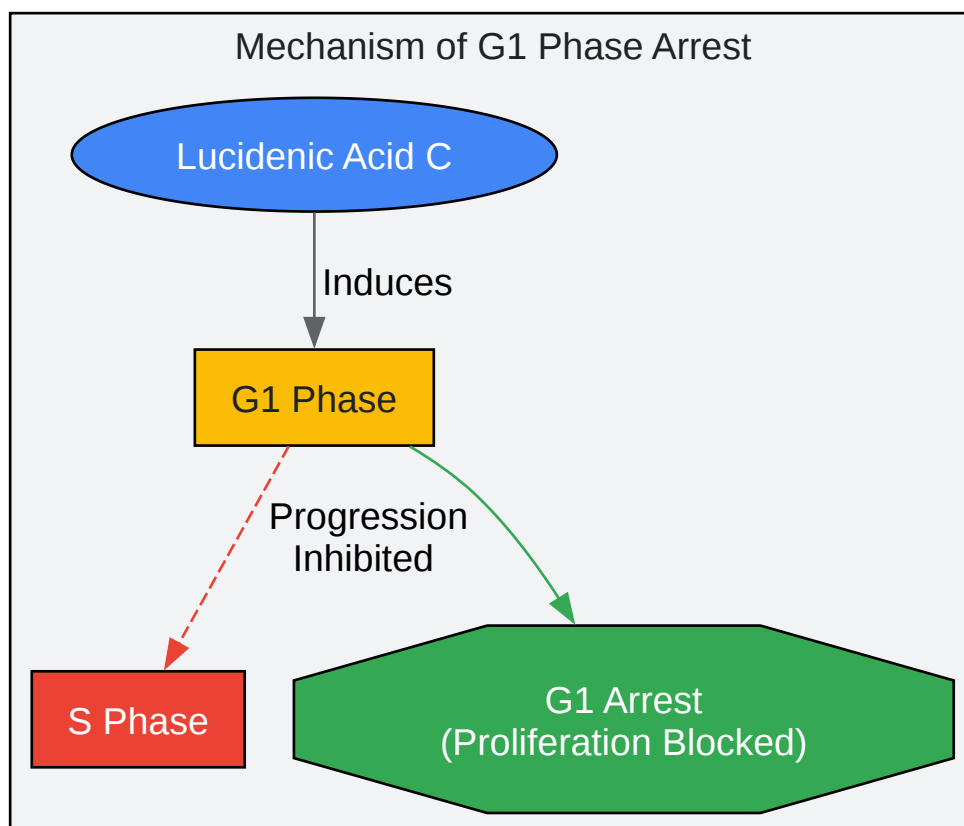 Mechanism of G1 Phase Arrest
Lucidenic Acid C
Induces
G1 Phase
Progression
Inhibited
S Phase
G1 Arrest
(Proliferation Blocked)